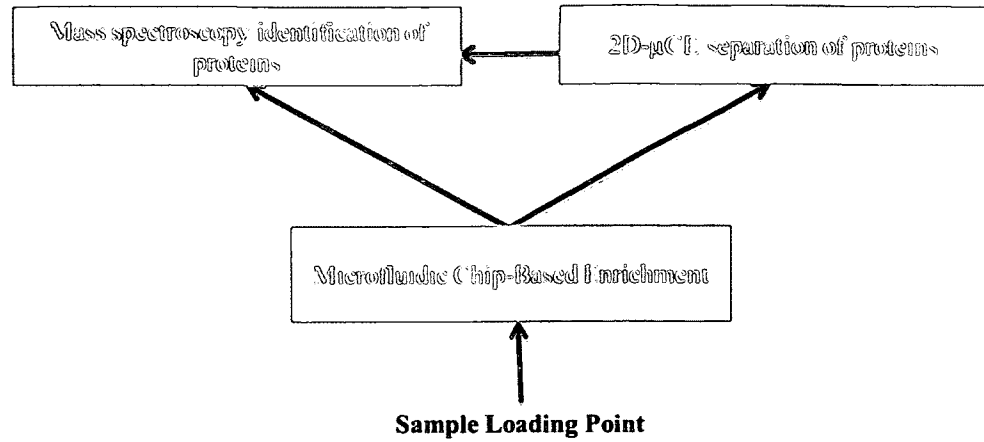 Mass spectroscopy identification of
proteins
2D-µCE separation of proteins
Microfluidic Chip-Based Enrichment
Sample Loading Point